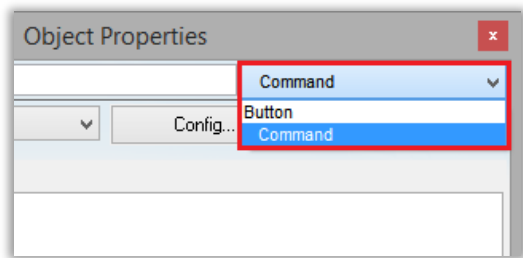 Object Properties
x
Command
Config...
Button
Command